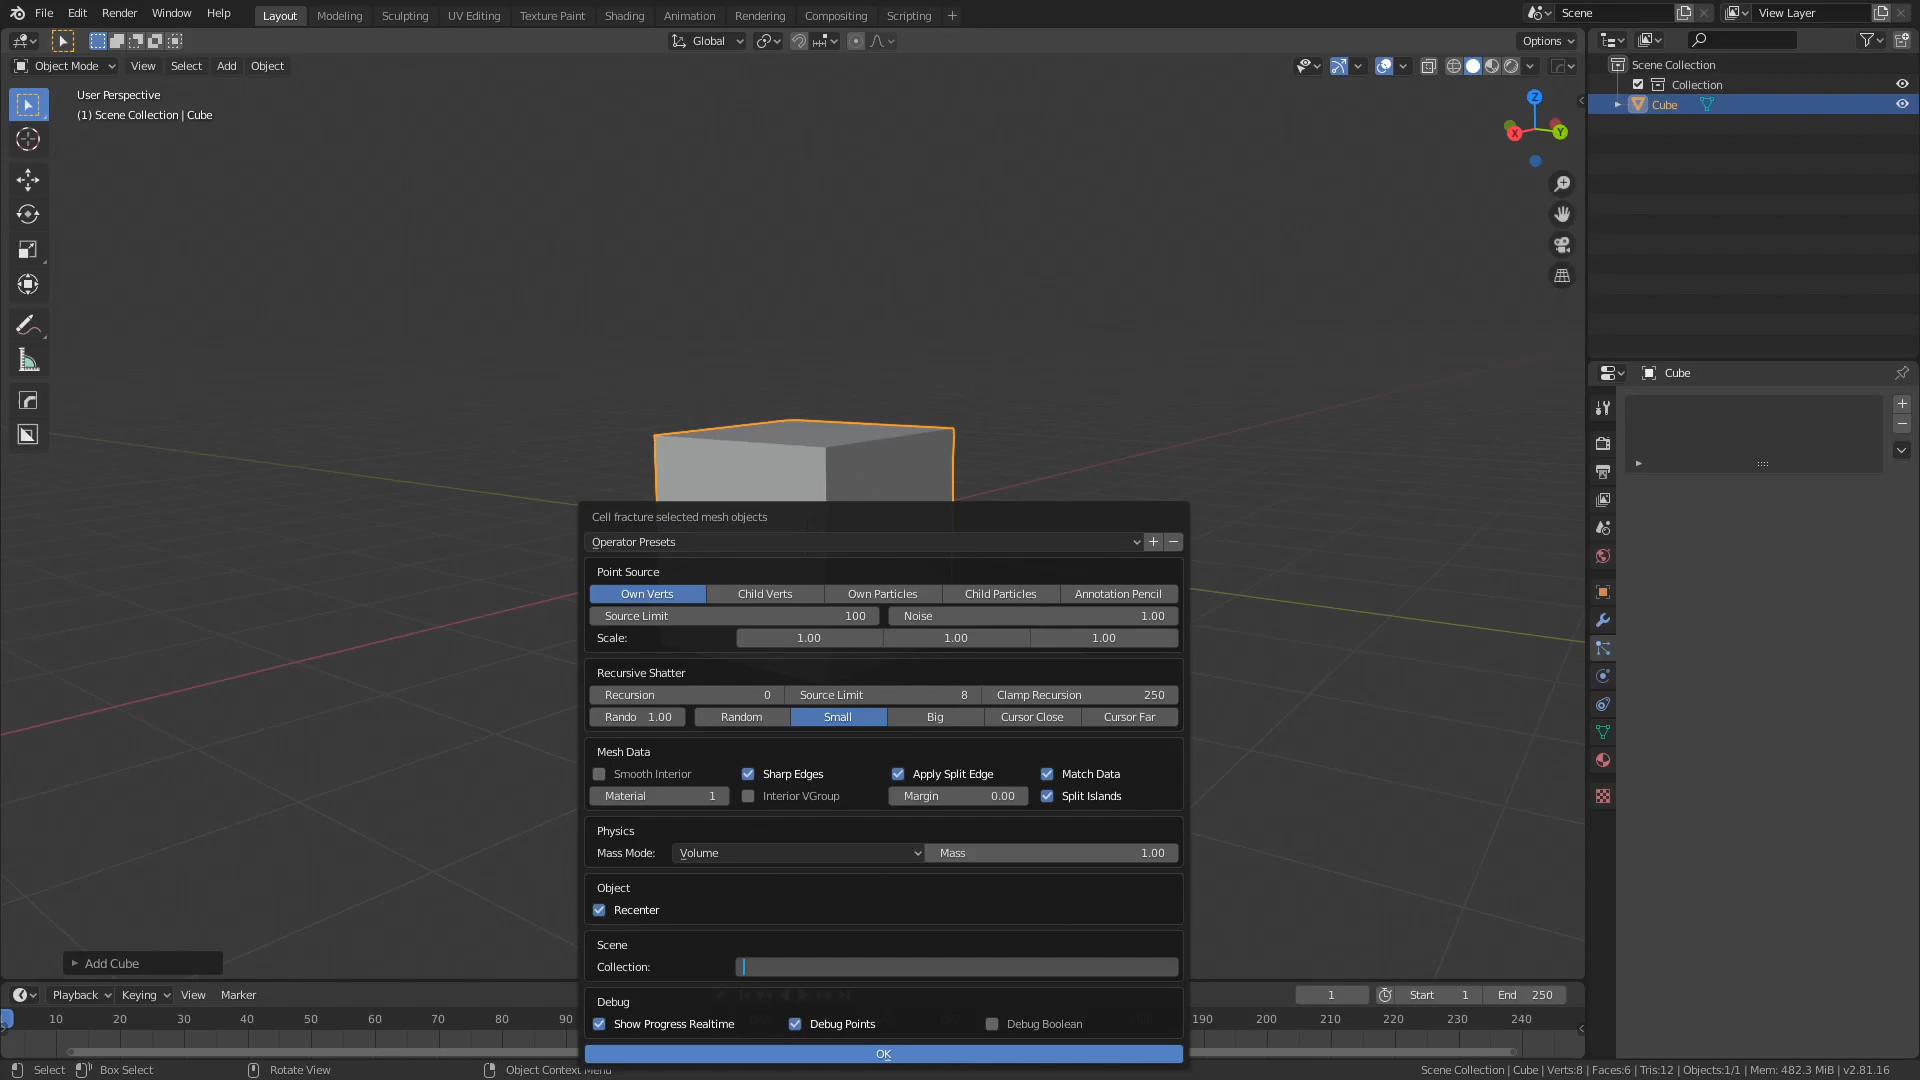 File Edit Render Window Help Layout Modeling Sculpting UV Editing Texture Paint Shading Animation Rendering Compositing Scripting + Scene View Layer
Global Options
Object Mode View Select Add Object
User Perspective
(1) Scene Collection | Cube
Z
X
Y
Scene Collection
Collection
Cube
Cube
Cell fracture selected mesh objects
Operator Presets
Point Source
Own Verts Child Verts Own Particles Child Particles Annotation Pencil
Source Limit 100 Noise 1.00
Scale: 1.00 1.00 1.00
Recursive Shatter
Recursion 0 Source Limit 8 Clamp Recursion 250
Rando 1.00 Random Small Big Cursor Close Cursor Far
Mesh Data
Smooth Interior Sharp Edges Apply Split Edge Match Data
Material 1 Interior VGroup Margin 0.00 Split Islands
Physics
Mass Mode: Volume Mass 1.00
Object
Recenter
Scene
Collection:
Debug
Show Progress Realtime Debug Points Debug Boolean
OK
Add Cube
Playback Keying View Marker 1 Start 1 End 250
10 20 30 40 50 60 70 80 90 190 200 210 220 230 240
Select Box Select Rotate View Object Context Menu Scene Collection | Cube | Verts:8 | Faces:6 | Tris:12 | Objects:1/1 | Mem: 482.3 MiB | v2.81.16